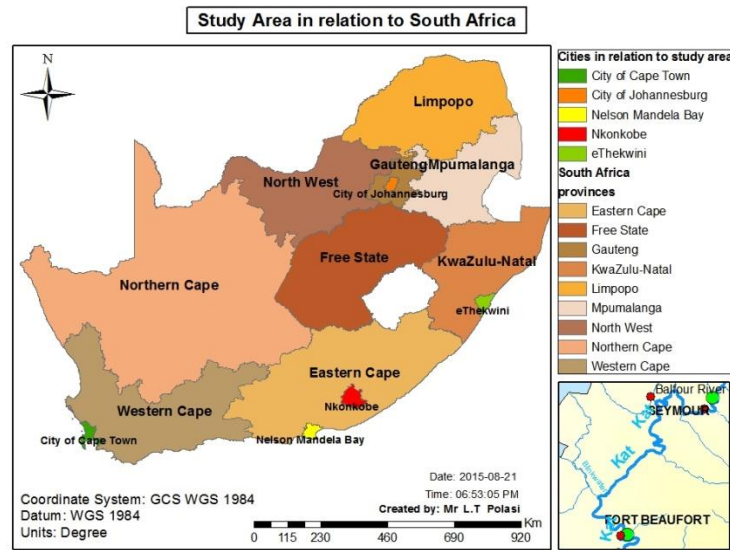 Study Area in relation to South Africa
N
Limpopo
GautengMpumalanga
North West
City of Johannesburg
Free State
KwaZulu-Natal
Northern Cape
eThekwini
Eastern Cape
Nkonkobe
Western Cape
City of Cape Town
Nelson Mandela Bay
Date: 2015-08-21
Time: 06:53:05 PM
Created by: Mr L.T Polasi
Coordinate System: GCS WGS 1984
Datum: WGS 1984
Units: Degree
Km
0 115 230 460 690 920
Cities in relation to study area
City of Cape Town
City of Johannesburg
Nelson Mandela Bay
Nkonkobe
eThekwini
South Africa
provinces
Eastern Cape
Free State
Gauteng
KwaZulu-Natal
Limpopo
Mpumalanga
North West
Northern Cape
Western Cape
Balfour River
SEYMOUR
Kat
Kat
FORT BEAUFORT
Kat